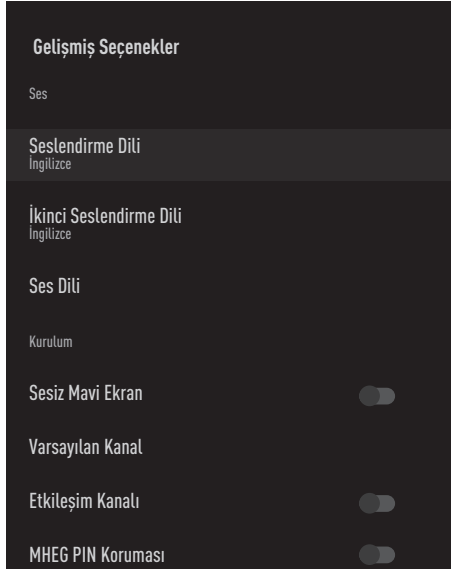 Gelişmiş Seçenekler
Ses
Seslendirme Dili
İngilizce
İkinci Seslendirme Dili
İngilizce
Ses Dili
Kurulum
Sesiz Mavi Ekran
Varsayılan Kanal
Etkileşim Kanalı
MHEG PIN Koruması